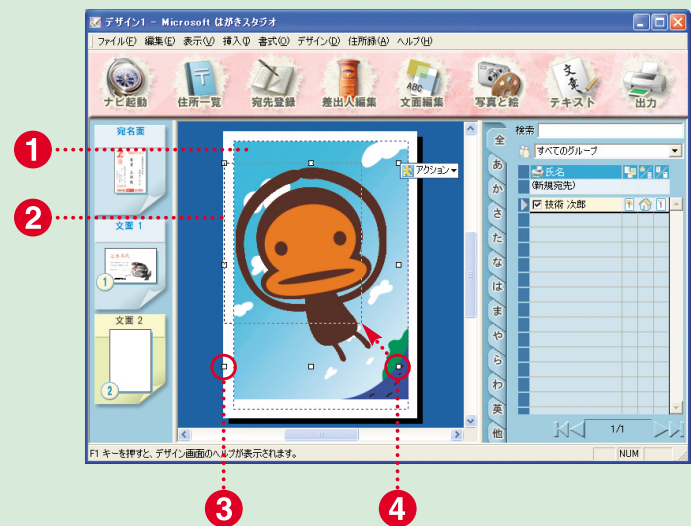 デザイン1 - Microsoft はがきスタジオ
ファイル(F) 編集(E) 表示(V) 挿入(I) 書式(O) デザイン(D) 住所録(A) ヘルプ(H)
ナビ起動 住所一覧 宛先登録 差出人編集 文面編集 写真と絵 テキスト 出力
〒 ABC 文章
宛名面
文面 1
1
文面 2
2
アクション
検索
すべてのグループ
氏名
(新規宛先)
技術 次郎 1
全
あ
か
さ
た
な
は
ま
や
ら
わ
英
他
1/1
F1 キーを押すと、デザイン画面のヘルプが表示されます。 NUM
1
2
3
4